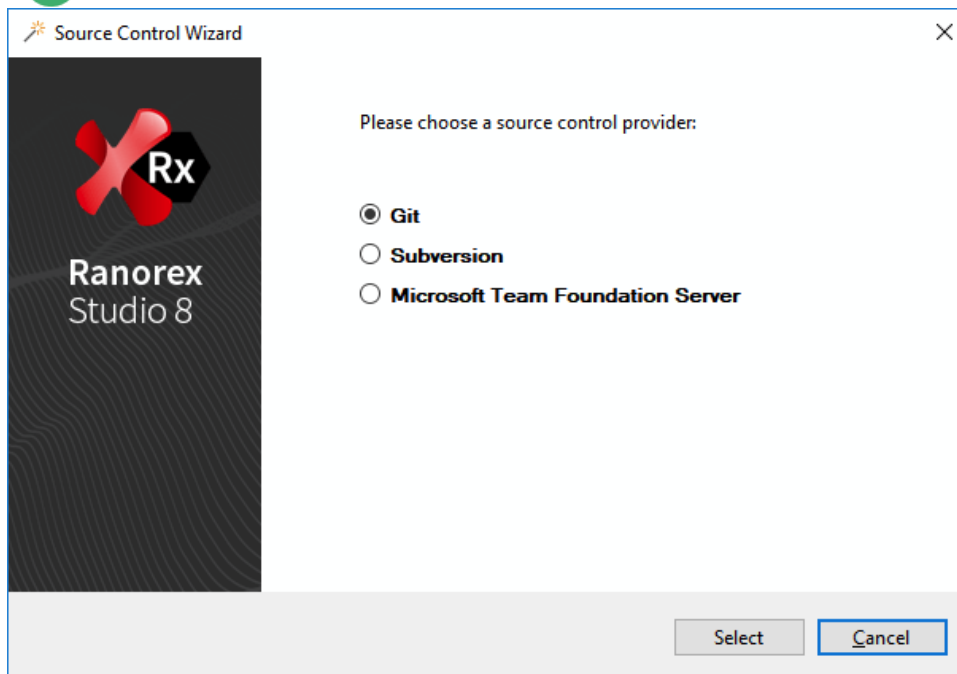 Source Control Wizard
Please choose a source control provider:
Rx
Git
Subversion
Microsoft Team Foundation Server
Ranorex
Studio 8
Select
Cancel